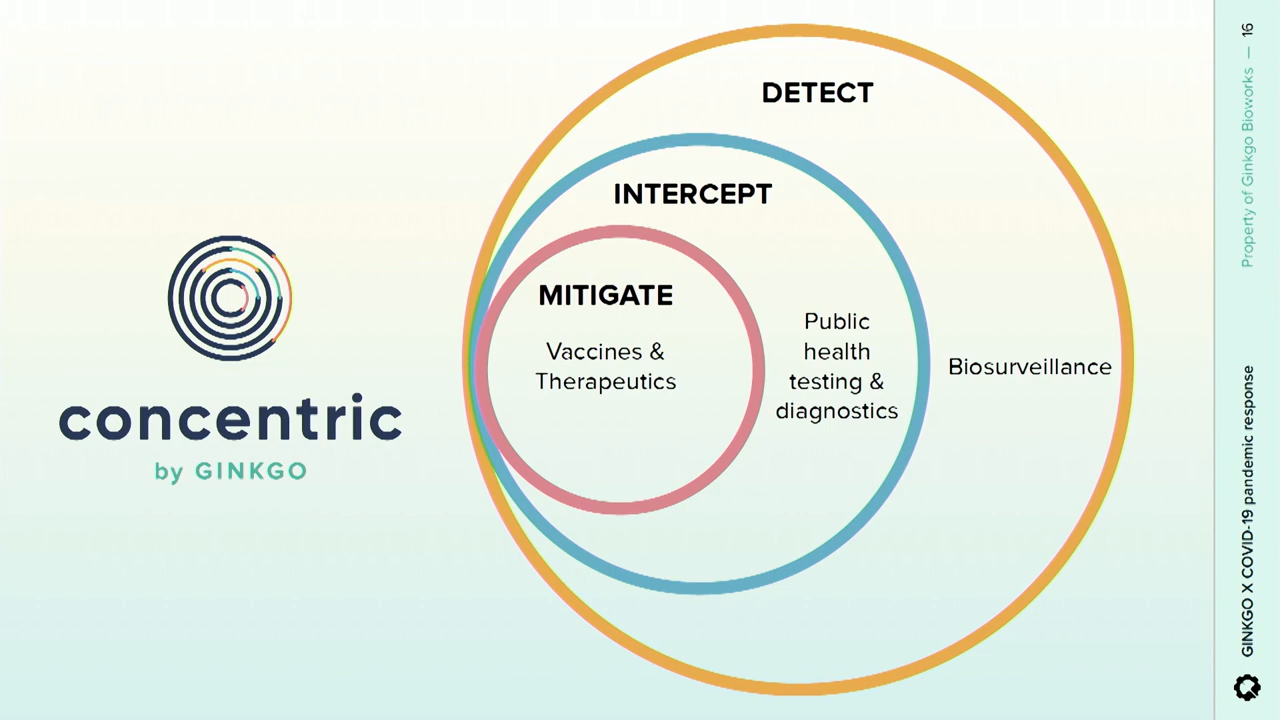 concentric
by GINKGO
DETECT
INTERCEPT
MITIGATE
Vaccines &
Therapeutics
Public
health
testing &
diagnostics
Biosurveillance
GINKGO X COVID-19 pandemic response
Property of Ginkgo Bioworks — 16